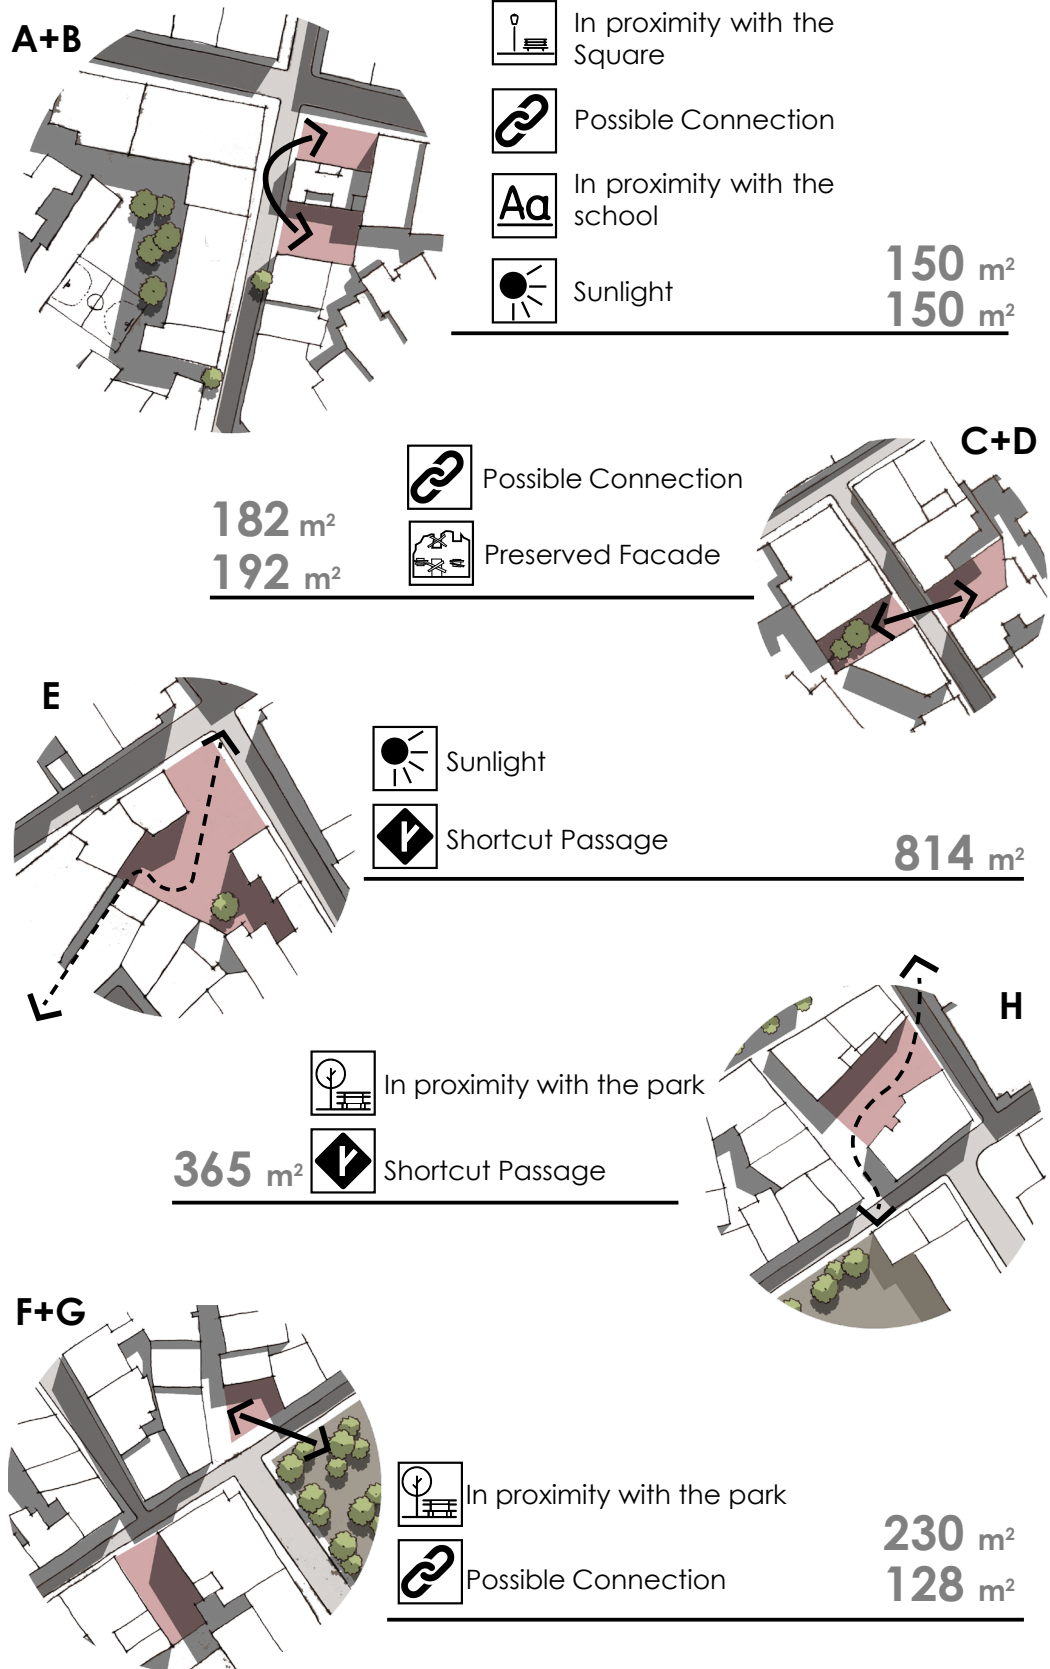 A+B
In proximity with the
Square
Possible Connection
Aa
In proximity with the
school
Sunlight
150 m²
150 m²
C+D
Possible Connection
Preserved Facade
182 m²
192 m²
E
Sunlight
Shortcut Passage
814 m²
H
In proximity with the park
Shortcut Passage
365 m²
F+G
In proximity with the park
Possible Connection
230 m²
128 m²